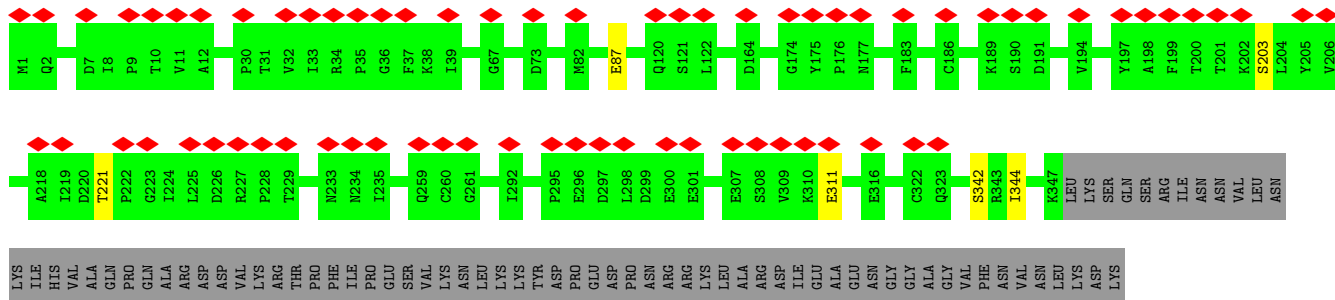 M1 Q2 D7 I8 P9 T10 V11 A12 P30 T31 V32 I33 R34 P35 G36 F37 K38 I39 G67 D73 M82 E87 Q120 S121 L122 D164 G174 Y175 P176 N177 F183 C186 K189 S190 D191 V194 Y197 A198 F199 T200 T201 K202 S203 L204 Y205 V206
A218 I219 D220 T221 P222 G223 I224 L225 D226 R227 P228 T229 N233 N234 I235 Q259 C260 G261 I292 P295 E296 D297 L298 D299 E300 E301 E307 S308 V309 K310 E311 E316 C322 Q323 S342 R343 I344 K347 LEU LYS SER GLN SER ARG ILE ASN ASN VAL LEU ASN
LYS ILE HIS VAL ALA GLN PRO GLN ALA ARG ASP ASP VAL LYS ARG THR PRO PHE ILE PRO GLU SER VAL LYS ASN LEU LYS LYS TYR ASP PRO GLU ASP PRO ASN ARG ARG LYS LEU ALA ARG ASP ILE GLU ALA GLU ASN GLY GLY ALA GLY VAL PHE ASN VAL ASN LEU LYS ASP LYS